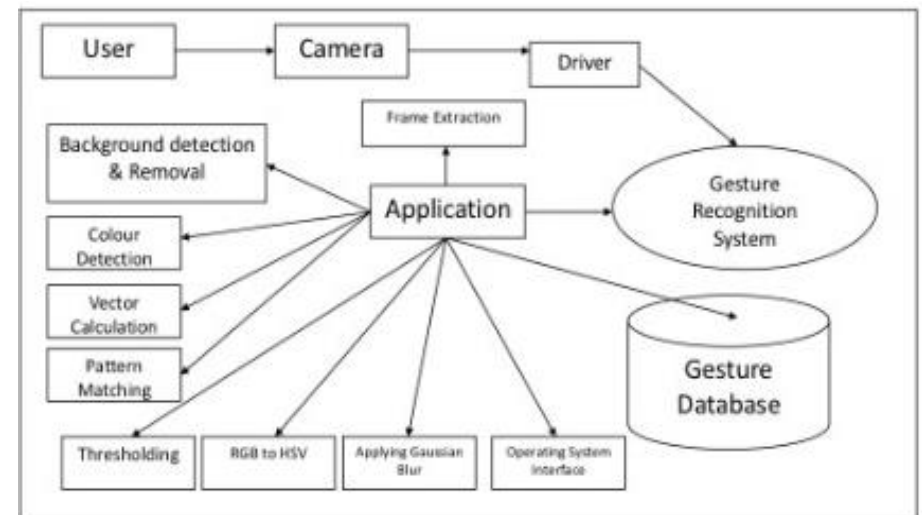 User
Camera
Driver
Frame Extraction
Background detection
& Removal
Application
Gesture
Recognition
System
Colour
Detection
Vector
Calculation
Pattern
Matching
Gesture
Database
Thresholding
RGB to HSV
Applying Gaussian
Blur
Operating System
Interface